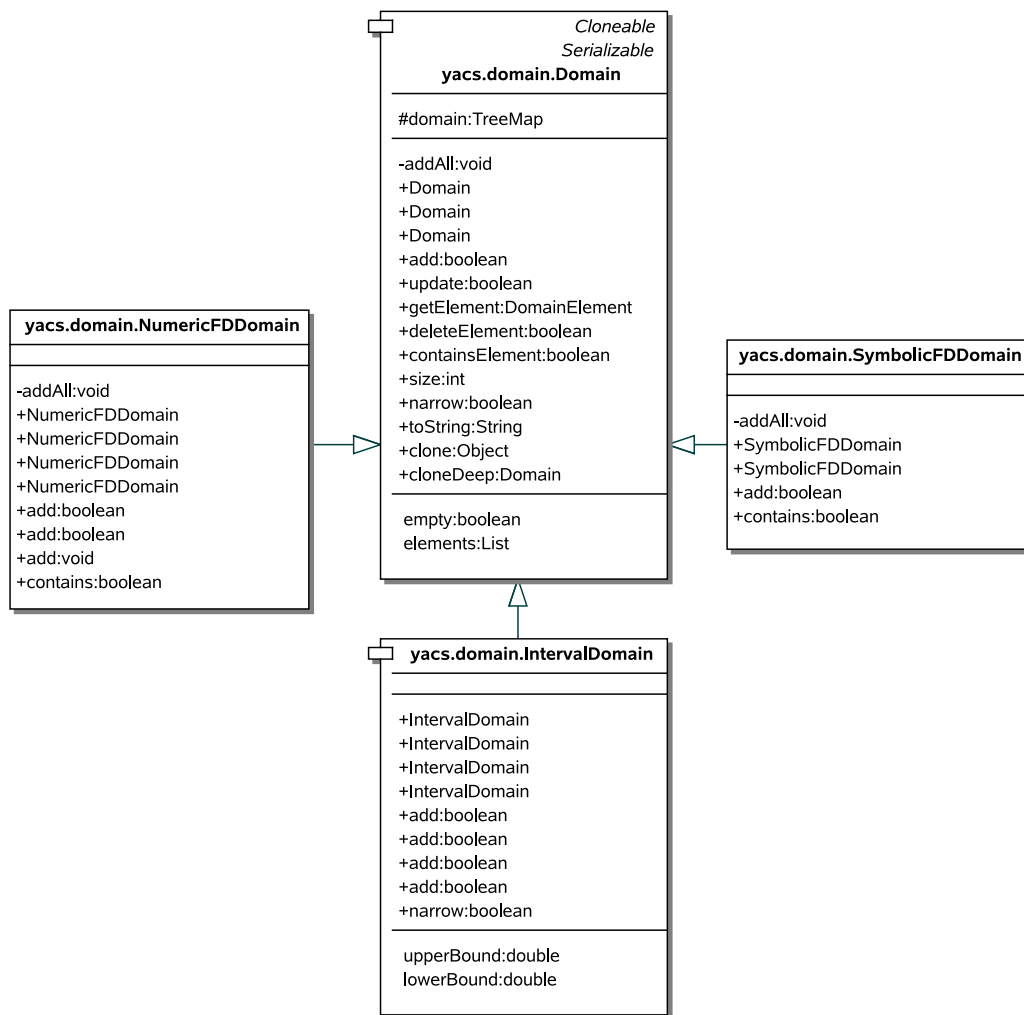 Cloneable
Serializable
yacs.domain.Domain
#domain:TreeMap
-addAll:void
+Domain
+Domain
+Domain
+add:boolean
+update:boolean
+getElement:DomainElement
+deleteElement:boolean
+containsElement:boolean
+size:int
+narrow:boolean
+toString:String
+clone:Object
+cloneDeep:Domain
empty:boolean
elements:List
yacs.domain.NumericFDDomain
-addAll:void
+NumericFDDomain
+NumericFDDomain
+NumericFDDomain
+NumericFDDomain
+add:boolean
+add:boolean
+add:void
+contains:boolean
yacs.domain.SymbolicFDDomain
-addAll:void
+SymbolicFDDomain
+SymbolicFDDomain
+add:boolean
+contains:boolean
yacs.domain.IntervalDomain
+IntervalDomain
+IntervalDomain
+IntervalDomain
+IntervalDomain
+add:boolean
+add:boolean
+add:boolean
+add:boolean
+narrow:boolean
upperBound:double
lowerBound:double